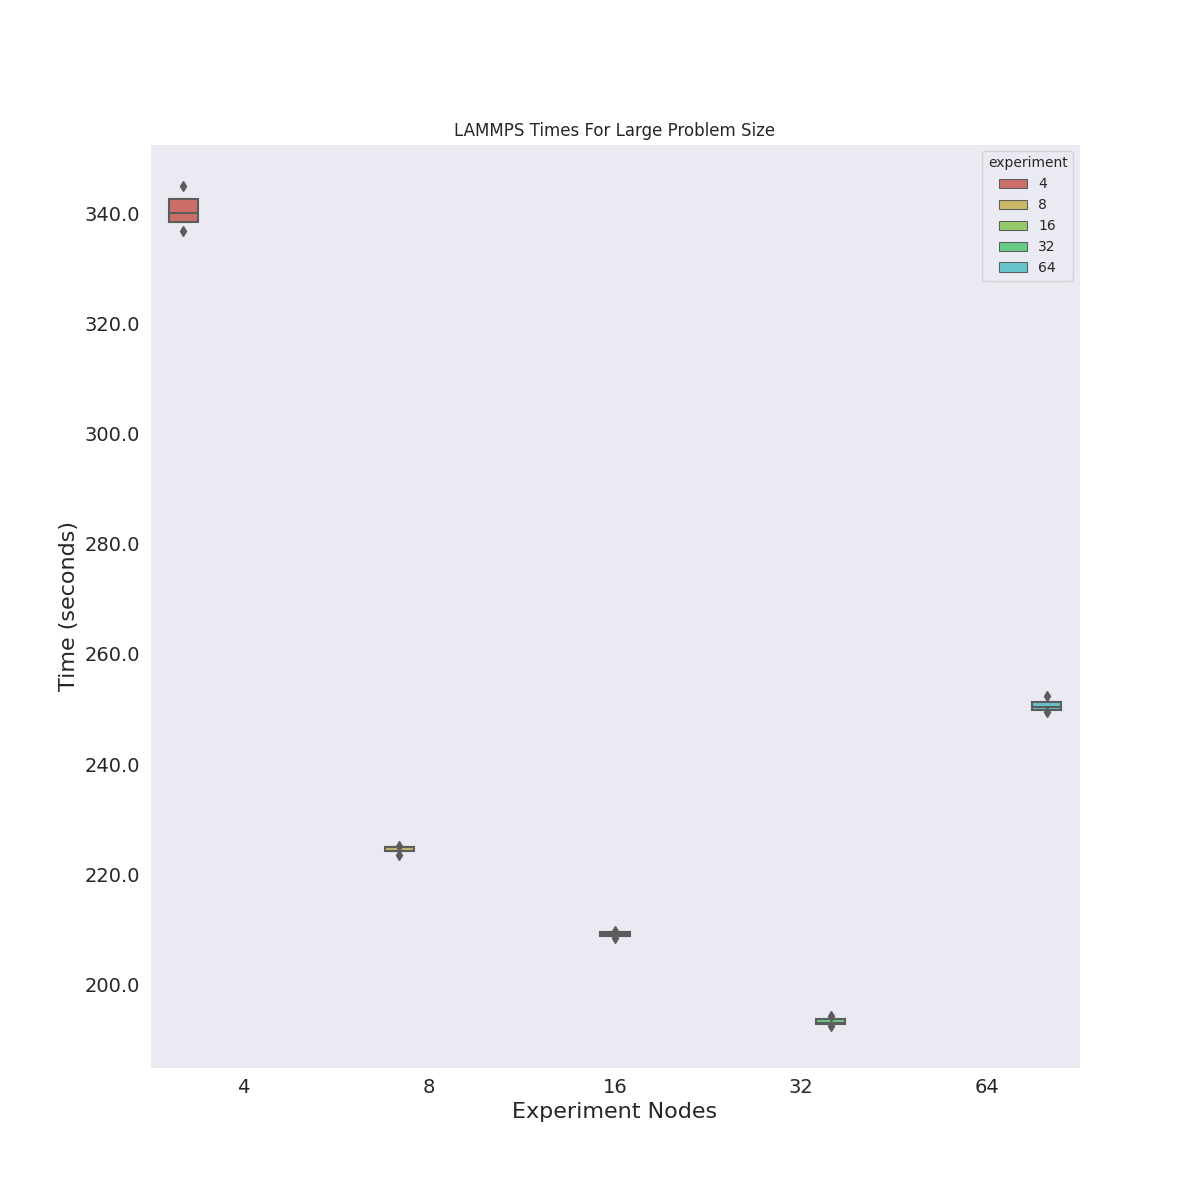 LAMMPS Times For Large Problem Size
experiment
4
8
16
32
64
340.0
320.0
300.0
280.0
260.0
240.0
220.0
200.0
Time (seconds)
4 8 16 32 64
Experiment Nodes